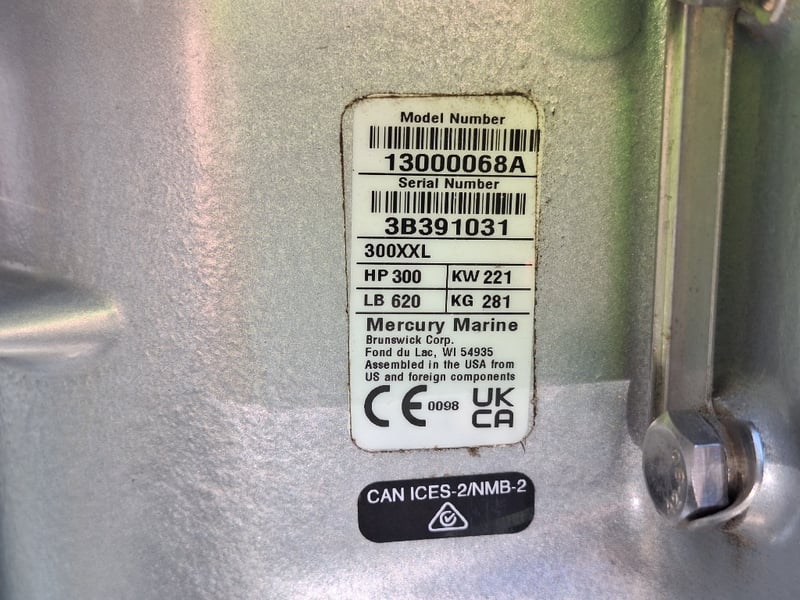 Model Number
13000068A
Serial Number
3B391031
300XXL
HP 300 KW 221
LB 620 KG 281
Mercury Marine
Brunswick Corp.
Fond du Lac, WI 54935
Assembled in the USA from
US and foreign components
CE 0098 UK
CA
CAN ICES-2/NMB-2